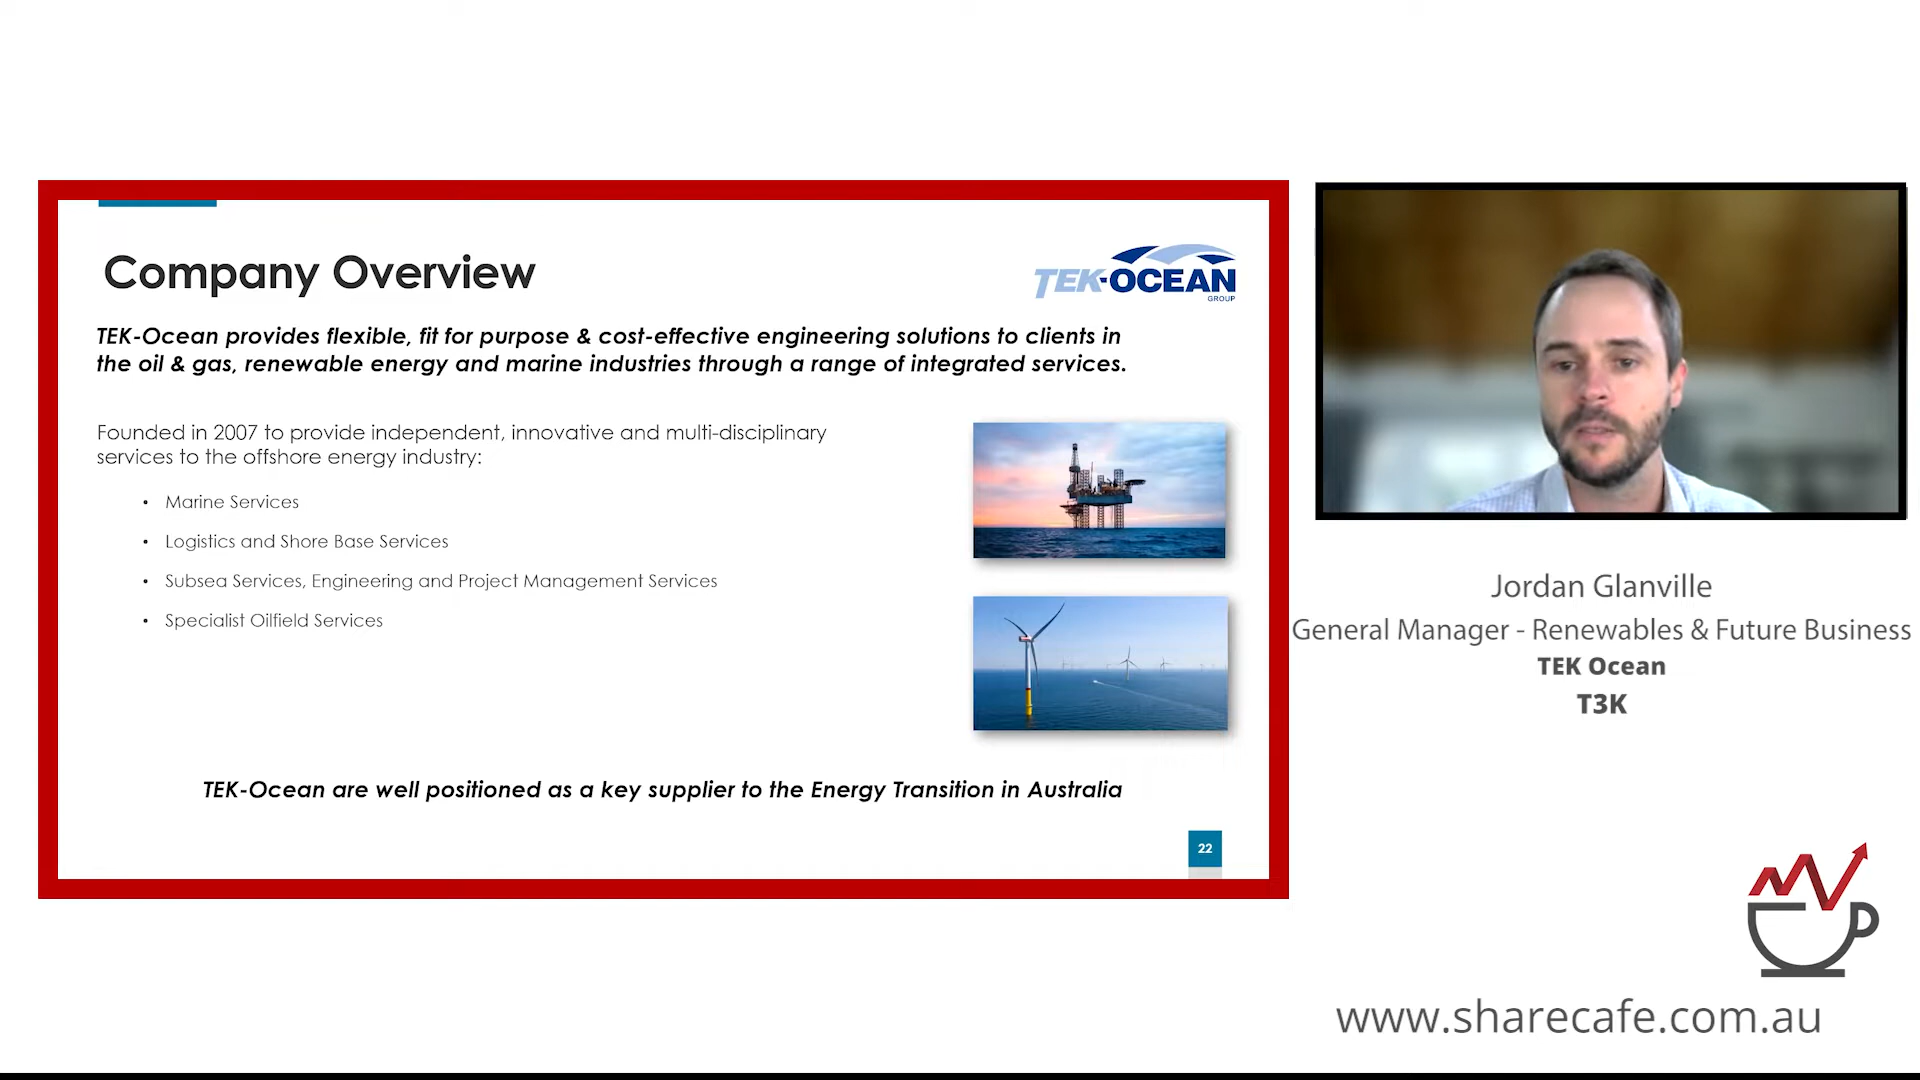 Company Overview
TEK-OCEAN
GROUP
TEK-Ocean provides flexible, fit for purpose & cost-effective engineering solutions to clients in
the oil & gas, renewable energy and marine industries through a range of integrated services.
Founded in 2007 to provide independent, innovative and multi-disciplinary
services to the offshore energy industry:
• Marine Services
• Logistics and Shore Base Services
• Subsea Services, Engineering and Project Management Services
• Specialist Oilfield Services
TEK-Ocean are well positioned as a key supplier to the Energy Transition in Australia
22
Jordan Glanville
General Manager - Renewables & Future Business
TEK Ocean
T3K
www.sharecafe.com.au